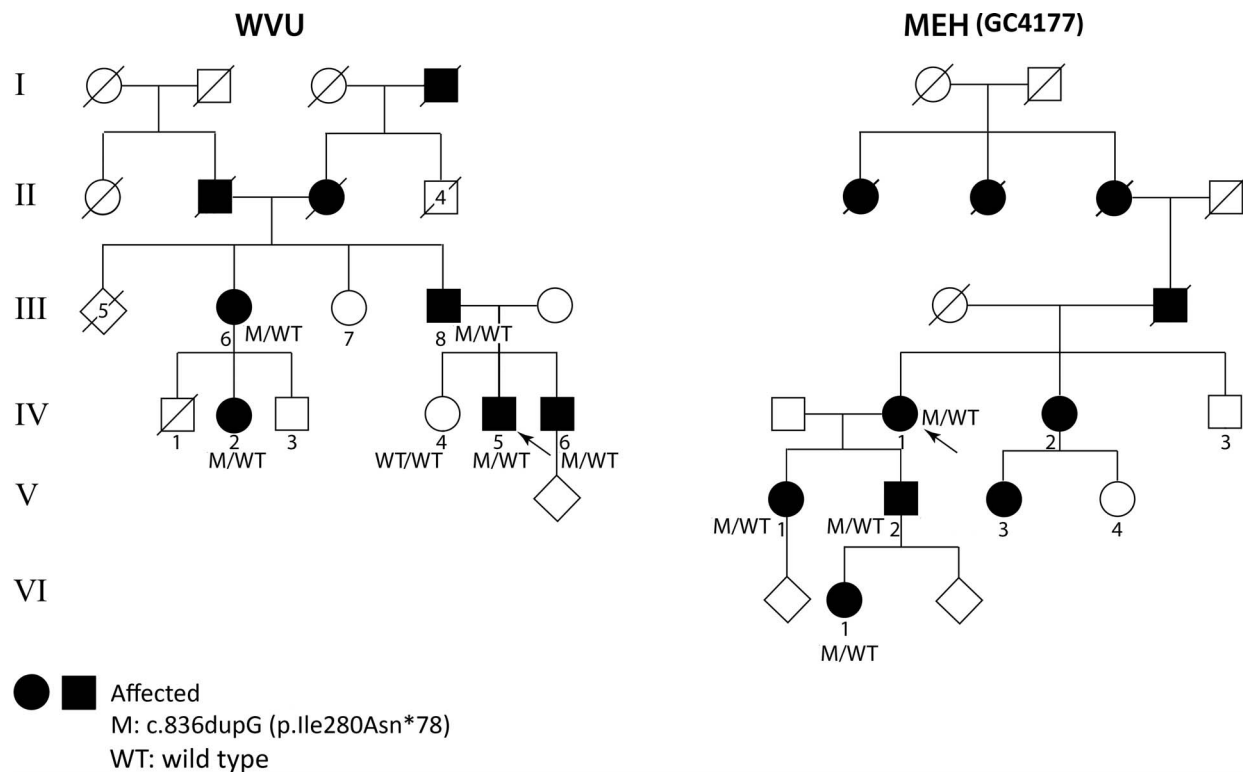 WVU
MEH (GC4177)
I
II
4
III
5
6 M/WT
7
8 M/WT
IV
1
2
M/WT
3
4
WT/WT
5
M/WT
6
M/WT
1 M/WT
2
3
V
M/WT 1
M/WT 2
3
4
VI
1
M/WT
Affected
M: c.836dupG (p.Ile280Asn*78)
WT: wild type